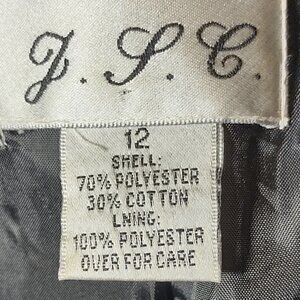 J. S. C.
12
SHELL:
70% POLYESTER
30% COTTON
LNING:
100% POLYESTER
OVER FOR CARE